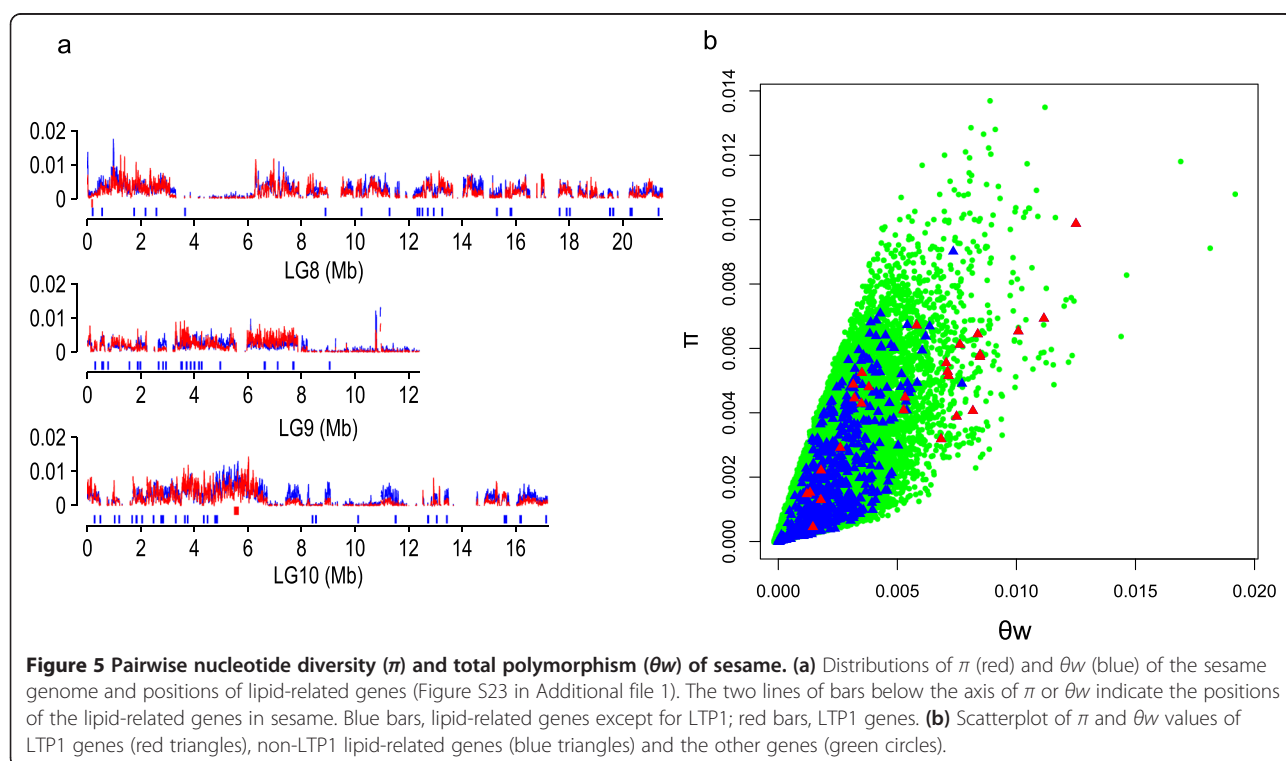 a
0.02
0.01
0
0 2 4 6 8 10 12 14 16 18 20
LG8 (Mb)
0.02
0.01
0
0 2 4 6 8 10 12
LG9 (Mb)
0.02
0.01
0
0 2 4 6 8 10 12 14 16
LG10 (Mb)
b
π
0.000 0.002 0.004 0.006 0.008 0.010 0.012 0.014
0.000 0.005 0.010 0.015 0.020
θw
Figure 5 Pairwise nucleotide diversity (π) and total polymorphism (θw) of sesame. (a) Distributions of π (red) and θw (blue) of the sesame
genome and positions of lipid-related genes (Figure S23 in Additional file 1). The two lines of bars below the axis of π or θw indicate the positions
of the lipid-related genes in sesame. Blue bars, lipid-related genes except for LTP1; red bars, LTP1 genes. (b) Scatterplot of π and θw values of
LTP1 genes (red triangles), non-LTP1 lipid-related genes (blue triangles) and the other genes (green circles).